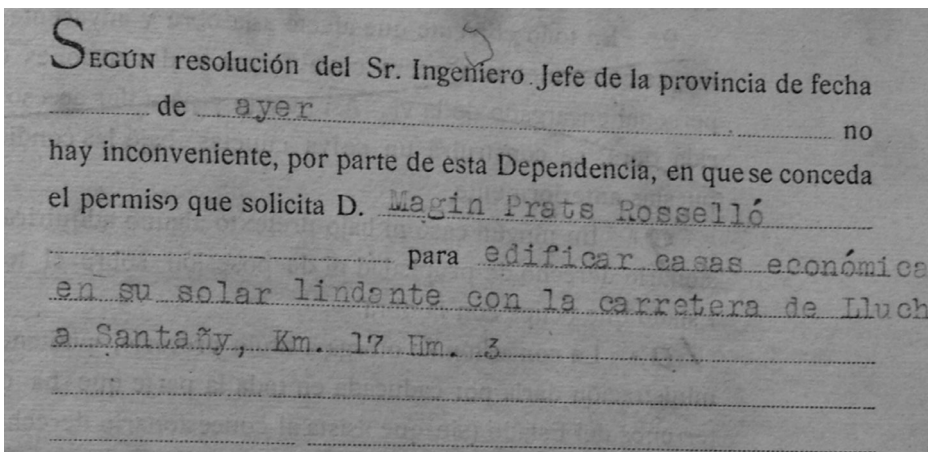 SEGÚN resolución del Sr. Ingeniero Jefe de la provincia de fecha
de ayer no
hay inconveniente, por parte de esta Dependencia, en que se conceda
el permiso que solicita D. Magin Prats Rosselló
para edificar casas económica
en su solar lindante con la carretera de Lluch
a Santañy, Km. 17 Hm. 3